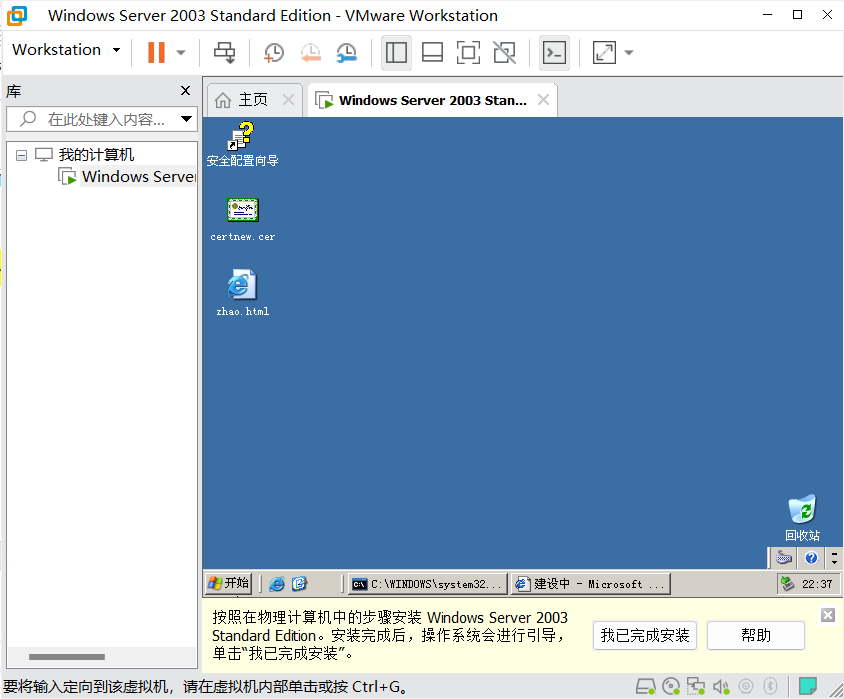 Windows Server 2003 Standard Edition - VMware Workstation
Workstation
库
在此处键入内容...
我的计算机
Windows Server
主页
Windows Server 2003 Stan...
安全配置向导
certnew.cer
zhao.html
回收站
开始
C:\WINDOWS\system32...
建设中 - Microsoft ...
22:37
按照在物理计算机中的步骤安装 Windows Server 2003
Standard Edition。安装完成后，操作系统会进行引导，
单击“我已完成安装”。
我已完成安装
帮助
要将输入定向到该虚拟机，请在虚拟机内部单击或按 Ctrl+G。